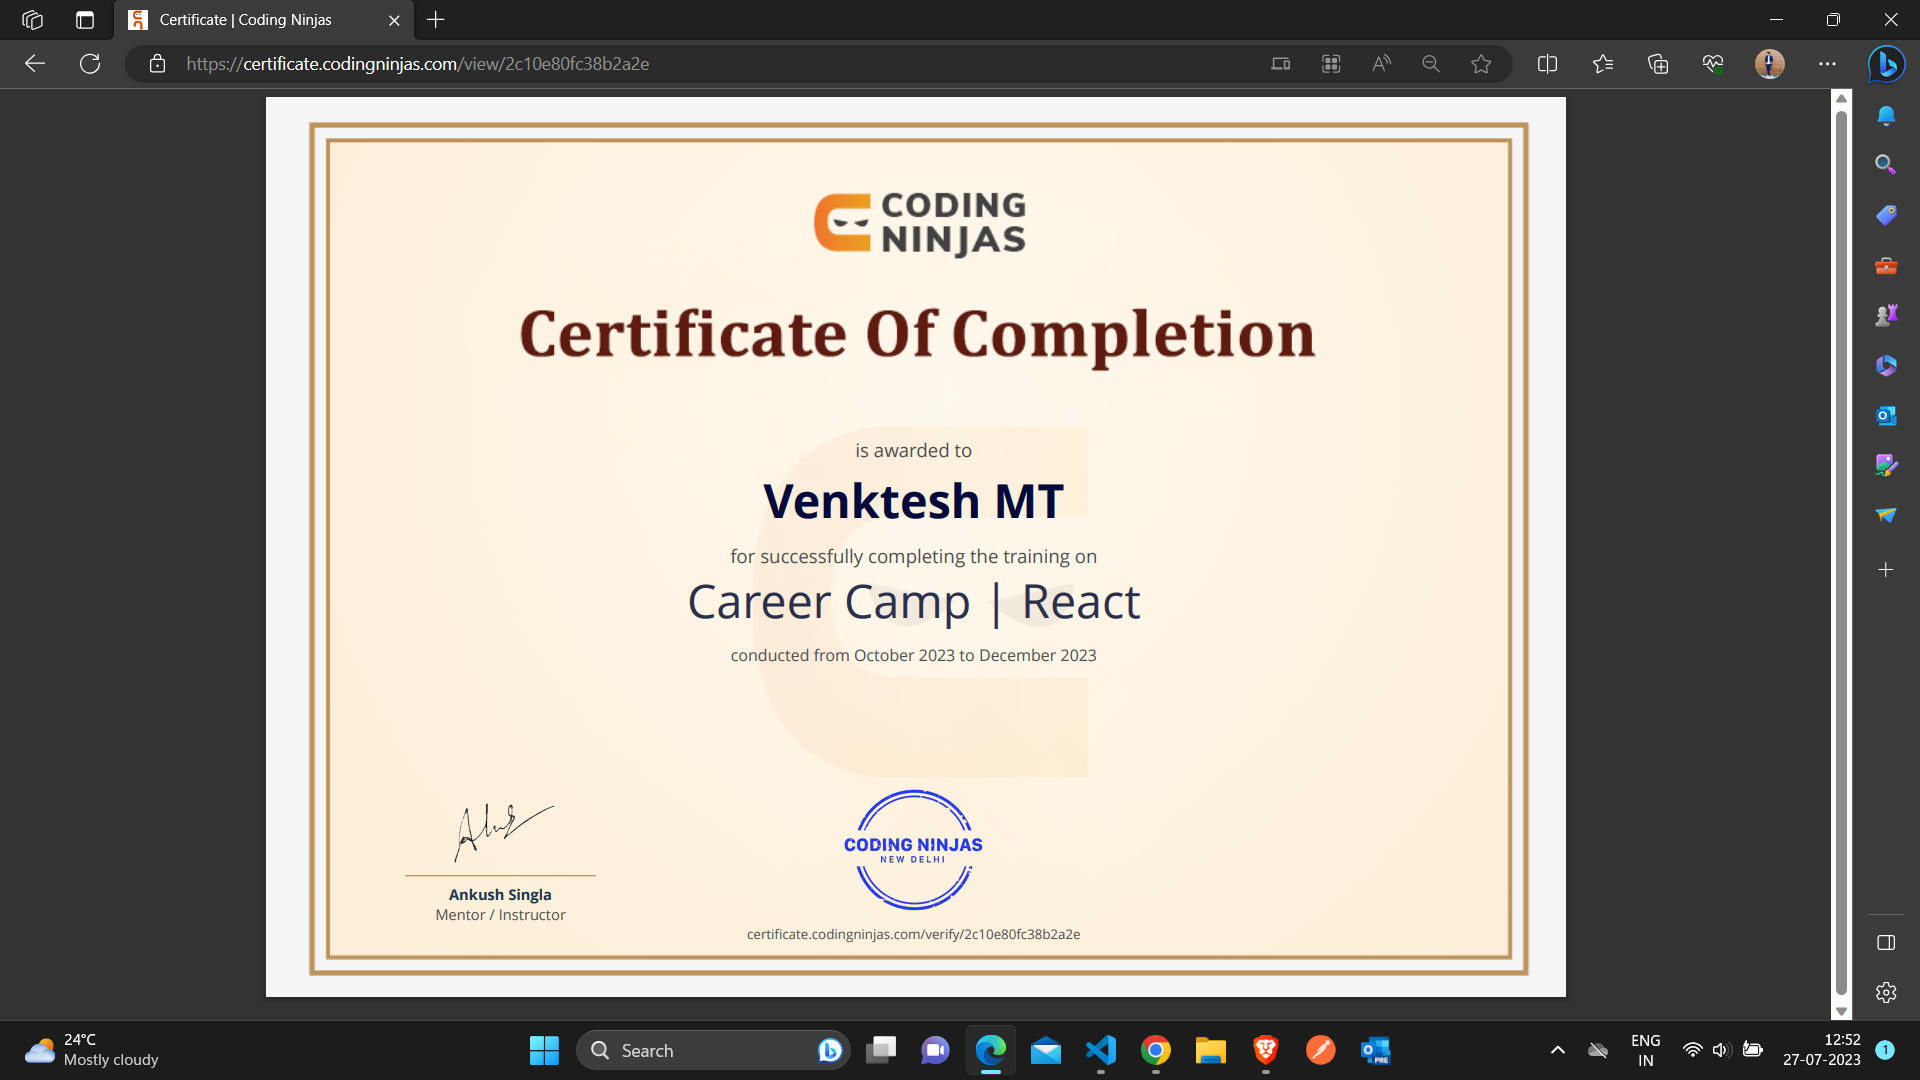 Certificate | Coding Ninjas
https://certificate.codingninjas.com/view/2c10e80fc38b2a2e
CODING
NINJAS
Certificate Of Completion
is awarded to
Venktesh MT
for successfully completing the training on
Career Camp | React
conducted from October 2023 to December 2023
Ankush Singla
Mentor / Instructor
CODING NINJAS
NEW DELHI
certificate.codingninjas.com/verify/2c10e80fc38b2a2e
24°C
Mostly cloudy
Search
PRE
ENG
IN
12:52
27-07-2023
1